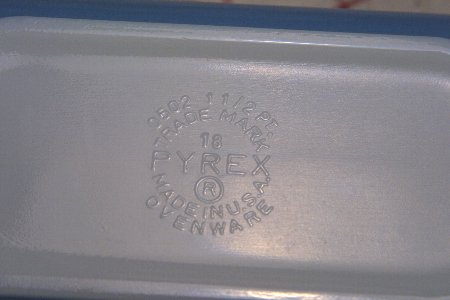 0502 1 1/2 PT.
TRADE MARK
18
PYREX
®
MADE IN U.S.A.
OVENWARE